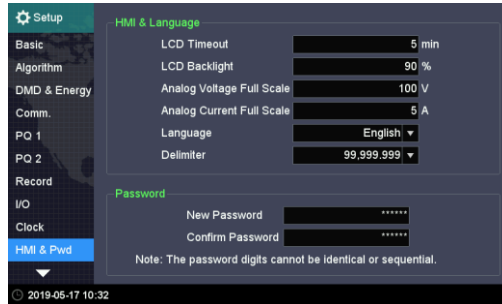 Setup
Basic
Algorithm
DMD & Energy
Comm.
PQ 1
PQ 2
Record
I/O
Clock
HMI & Pwd
HMI & Language
LCD Timeout 5 min
LCD Backlight 90 %
Analog Voltage Full Scale 100 V
Analog Current Full Scale 5 A
Language English
Delimiter 99,999.999
Password
New Password ******
Confirm Password ******
Note: The password digits cannot be identical or sequential.
2019-05-17 10:32